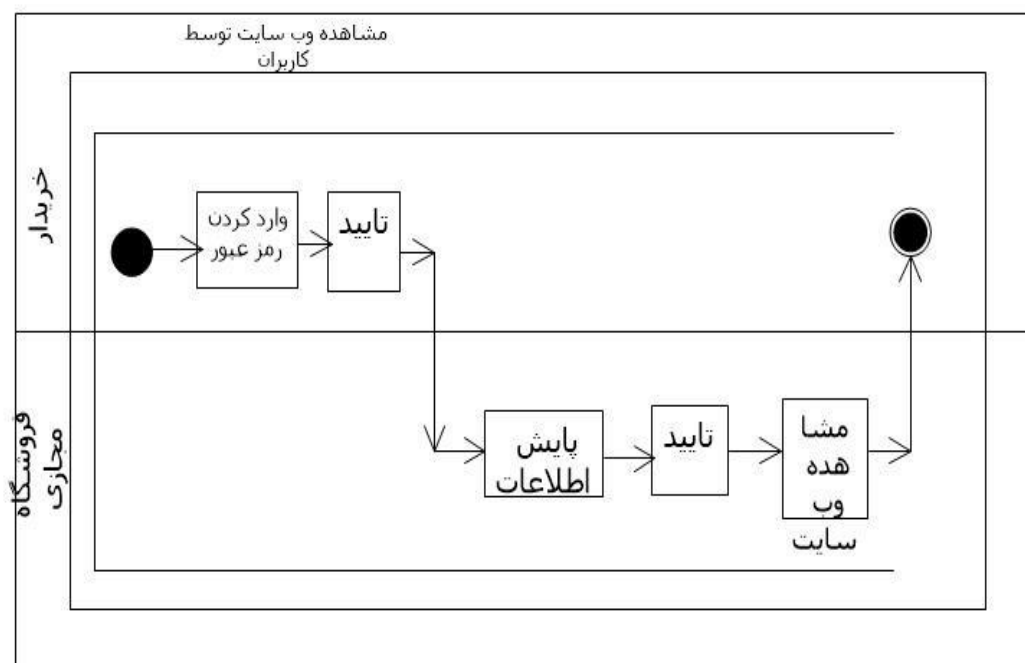 مشاهده وب سایت توسط
کاربران
خریدار
وارد کردن
رمز عبور
تایید
فروشگاه
مجازی
پایش
اطلاعات
تایید
مشا
هده
وب
سایت